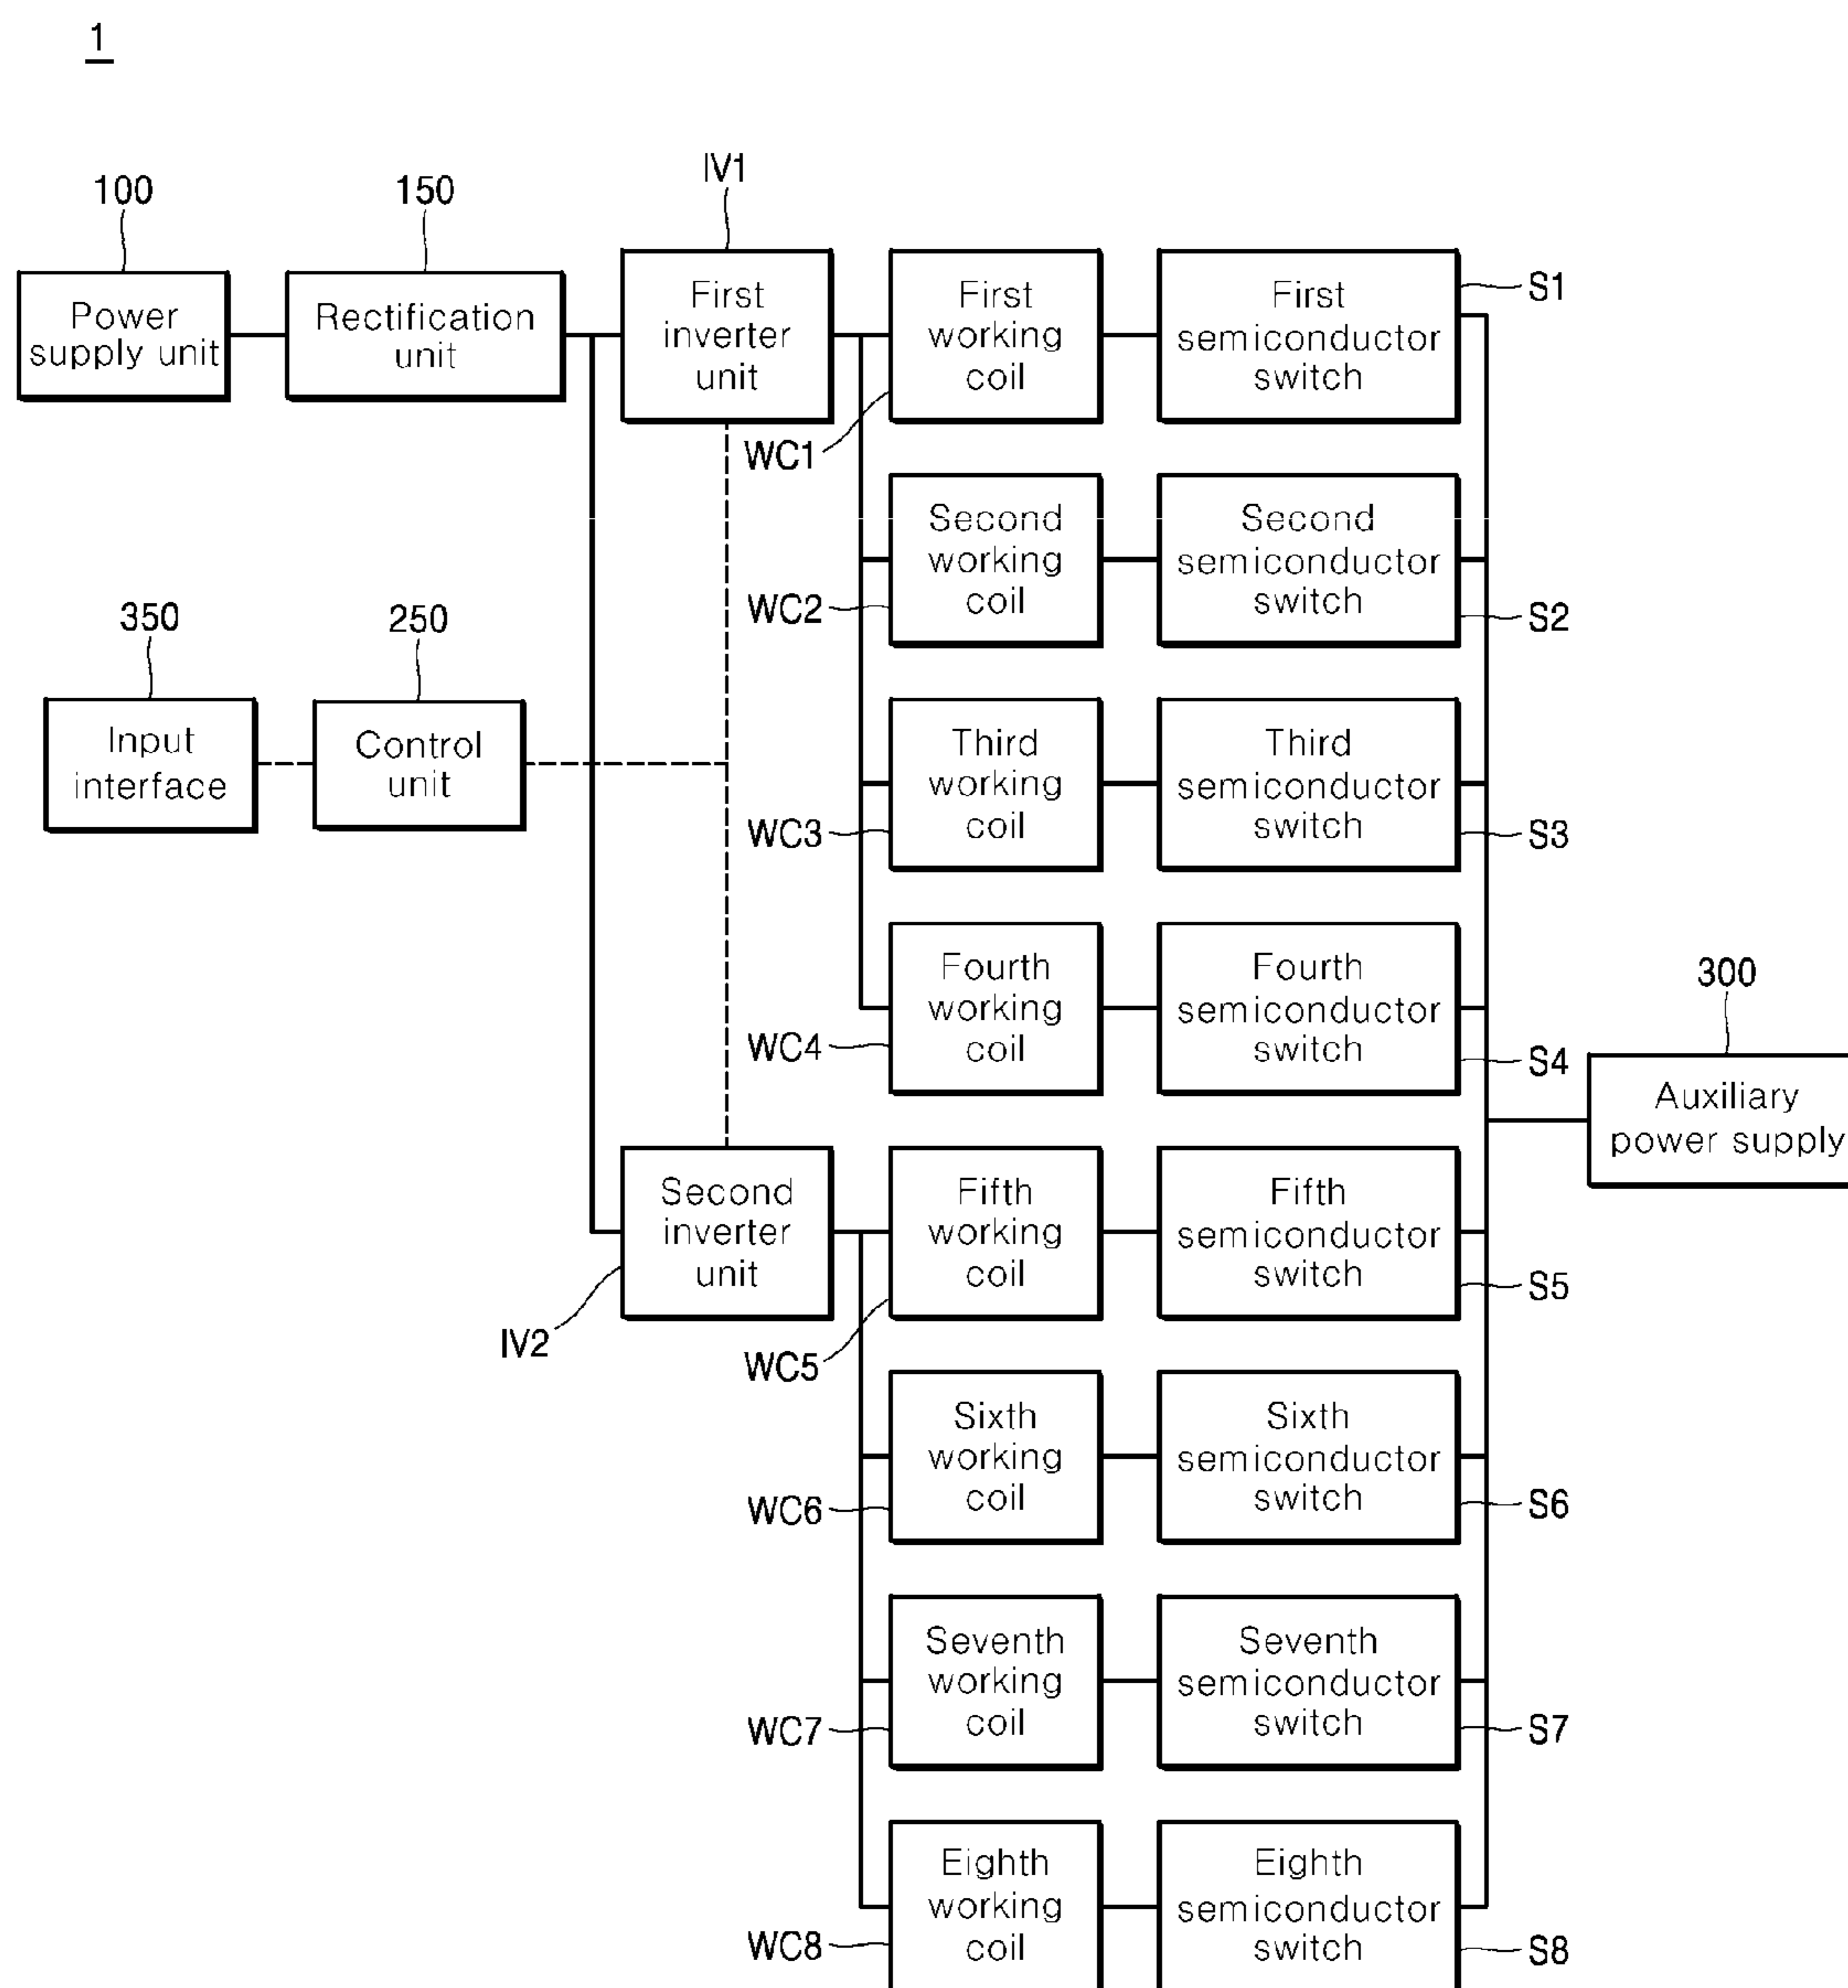 1
100
150
IV1
Power
supply unit
Rectification
unit
First
inverter
unit
First
working
coil
First
semiconductor
switch
S1
WC1
Second
working
coil
Second
semiconductor
switch
WC2
S2
350
250
Input
interface
Control
unit
Third
working
coil
Third
semiconductor
switch
WC3
S3
Fourth
working
coil
Fourth
semiconductor
switch
WC4
S4
300
Auxiliary
power supply
Second
inverter
unit
IV2
Fifth
working
coil
Fifth
semiconductor
switch
WC5
S5
Sixth
working
coil
Sixth
semiconductor
switch
WC6
S6
Seventh
working
coil
Seventh
semiconductor
switch
WC7
S7
Eighth
working
coil
Eighth
semiconductor
switch
WC8
S8